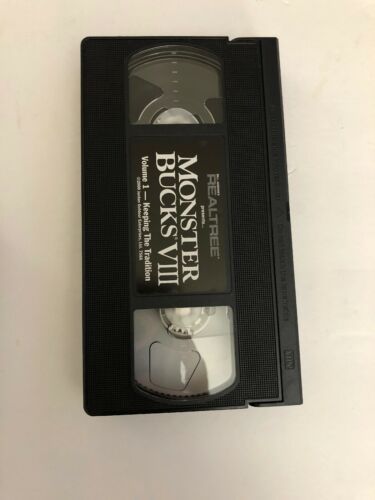 REALTREE
presents...
MONSTER
BUCKS VIII
Volume 1 — Keeping The Tradition